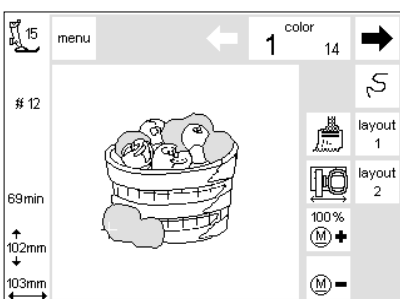 15
menu
color
1 14
# 12
layout
1
layout
2
69min
102mm
103mm
100%
M +
M -